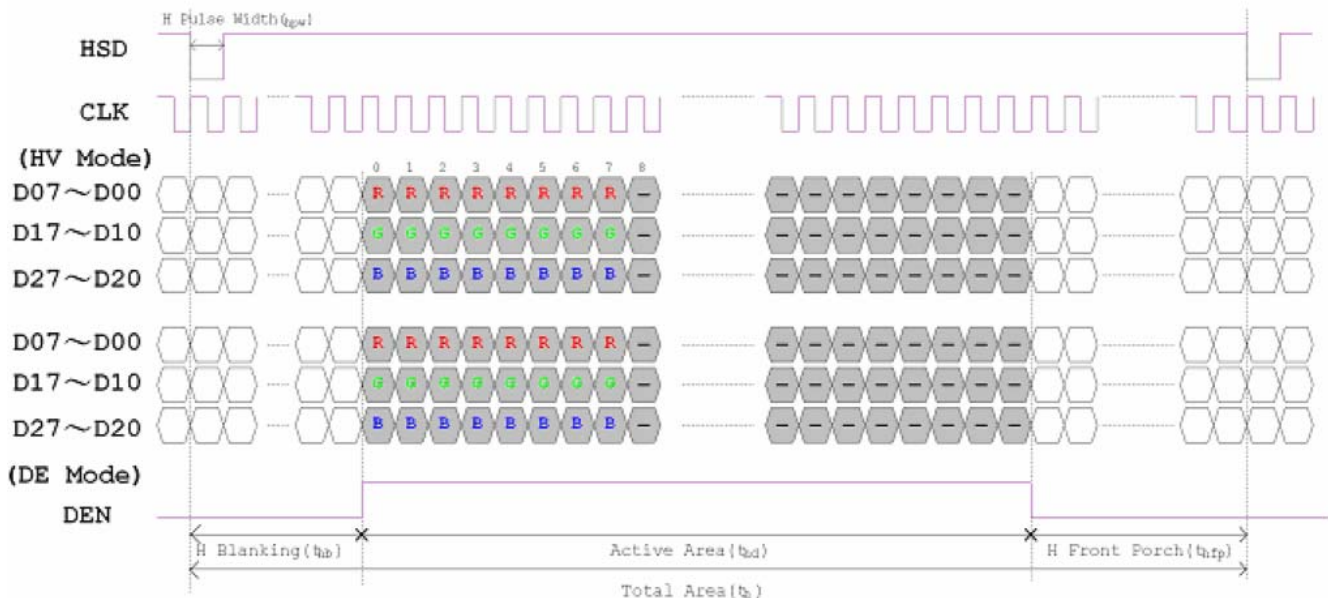 H Pulse Width(thpw)
HSD
CLK
(HV Mode)
0 1 2 3 4 5 6 7 8
D07～D00 R R R R R R R R — — — — — — — — —
D17～D10 G G G G G G G G — — — — — — — — —
D27～D20 B B B B B B B B — — — — — — — — —
D07～D00 R R R R R R R R — — — — — — — — —
D17～D10 G G G G G G G G — — — — — — — — —
D27～D20 B B B B B B B B — — — — — — — — —
(DE Mode)
DEN
H Blanking(thb) Active Area(thd) H Front Porch(thfp)
Total Area(th)